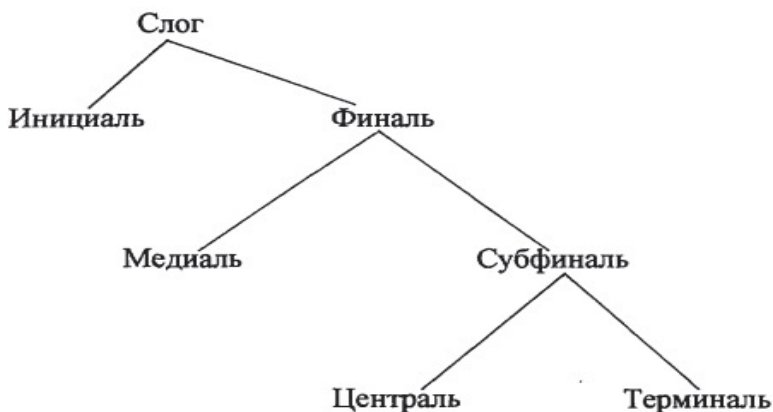 Слог
Инициаль Финаль
Медиаль Субфиналь
Централь Терминаль